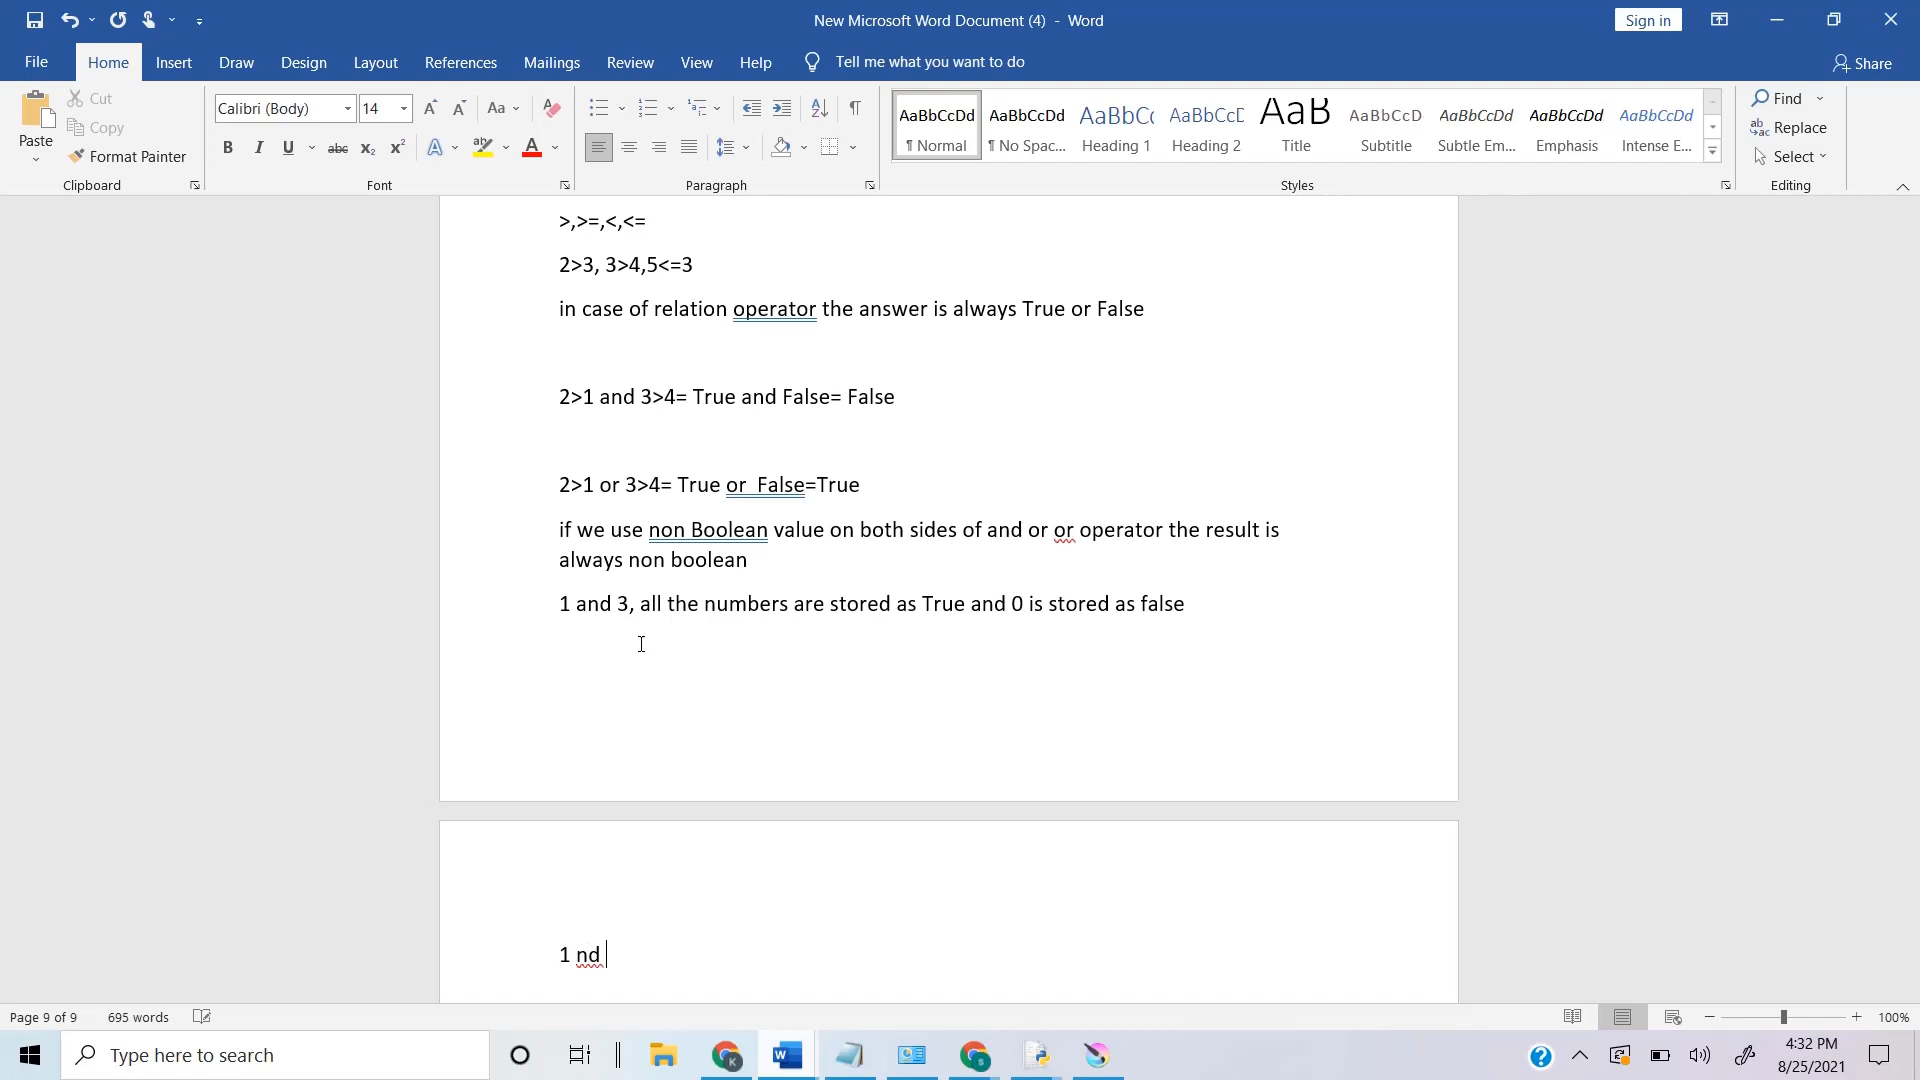 New Microsoft Word Document (4) - Word
Sign in
File Home Insert Draw Design Layout References Mailings Review View Help Tell me what you want to do
Share
Paste
Cut
Copy
Format Painter
Clipboard
Calibri (Body) 14
Aa
B I U abc x₂ x² A ab A
Font
Paragraph
AaBbCcDd AaBbCcDd AaBbCc AaBbCcD AaB AaBbCcD AaBbCcDd AaBbCcDd AaBbCcDd
¶ Normal ¶ No Spac... Heading 1 Heading 2 Title Subtitle Subtle Em... Emphasis Intense E...
Styles
Find
Replace
Select
Editing
>,>=,<,<=
2>3, 3>4,5<=3
in case of relation operator the answer is always True or False
2>1 and 3>4= True and False= False
2>1 or 3>4= True or  False=True
if we use non Boolean value on both sides of and or or operator the result is
always non boolean
1 and 3, all the numbers are stored as True and 0 is stored as false
1 nd
Page 9 of 9 695 words
100%
Type here to search
4:32 PM
8/25/2021